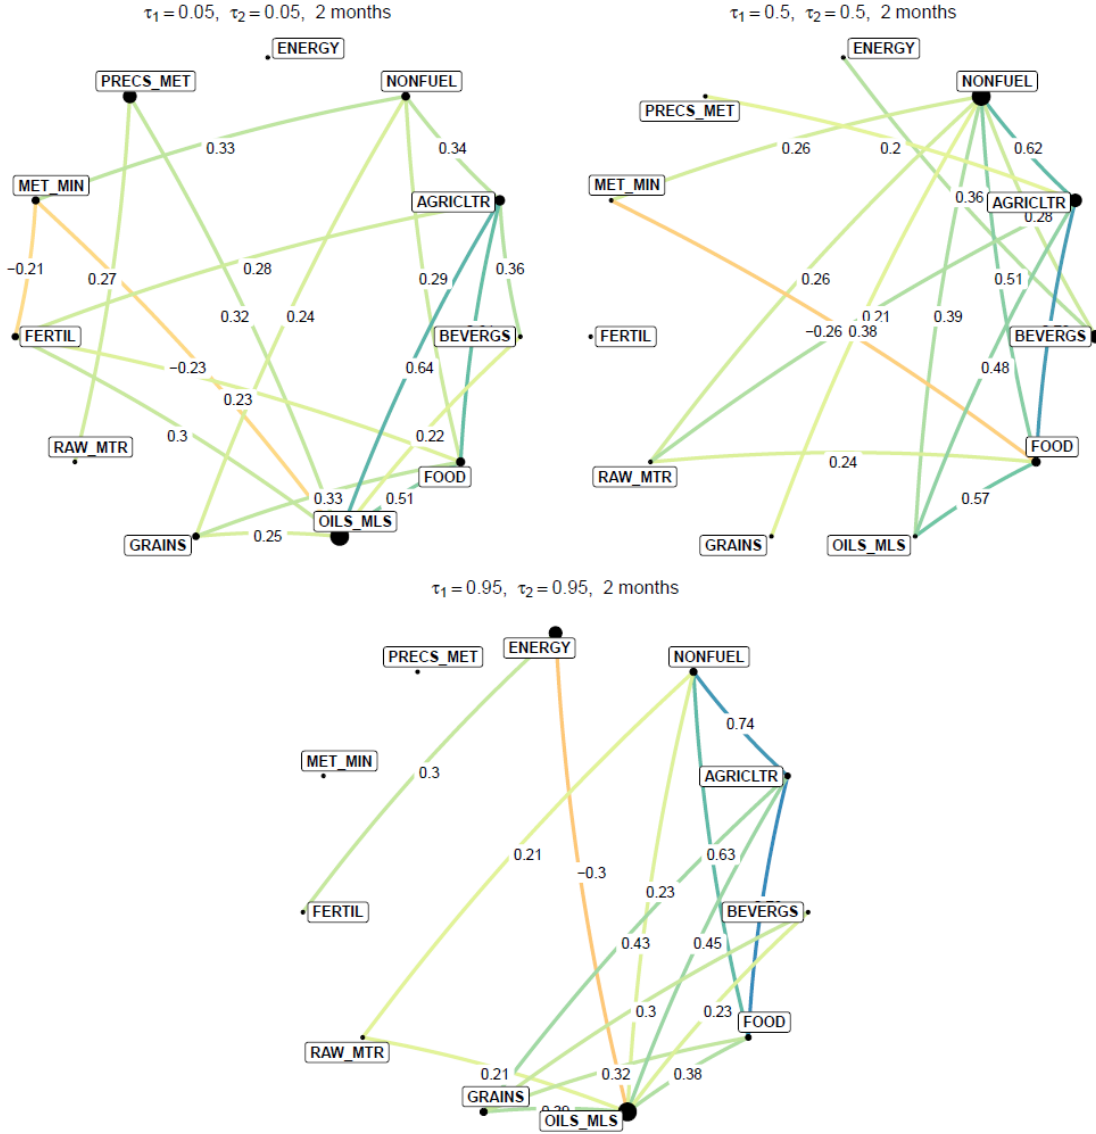 τ1 = 0.05, τ2 = 0.05, 2 months
ENERGY
PRECS_MET
NONFUEL
0.33
0.34
MET_MIN
AGRICLTR
−0.21
0.27
0.28
0.29
0.36
0.32
0.24
FERTIL
BEVERGS
−0.23
0.64
0.23
0.3
0.22
RAW_MTR
FOOD
0.33
0.51
OILS_MLS
0.25
GRAINS
τ1 = 0.5, τ2 = 0.5, 2 months
ENERGY
NONFUEL
PRECS_MET
0.26
0.2
0.62
MET_MIN
0.36
AGRICLTR
0.28
0.26
0.51
0.21
0.39
−0.26
0.38
FERTIL
BEVERGS
0.48
FOOD
0.24
RAW_MTR
0.57
GRAINS
OILS_MLS
τ1 = 0.95, τ2 = 0.95, 2 months
ENERGY
PRECS_MET
NONFUEL
0.74
MET_MIN
0.3
AGRICLTR
0.21
0.63
−0.3
0.23
FERTIL
BEVERGS
0.43
0.45
0.3
0.23
FOOD
RAW_MTR
0.21
0.32
0.38
GRAINS
OILS_MLS